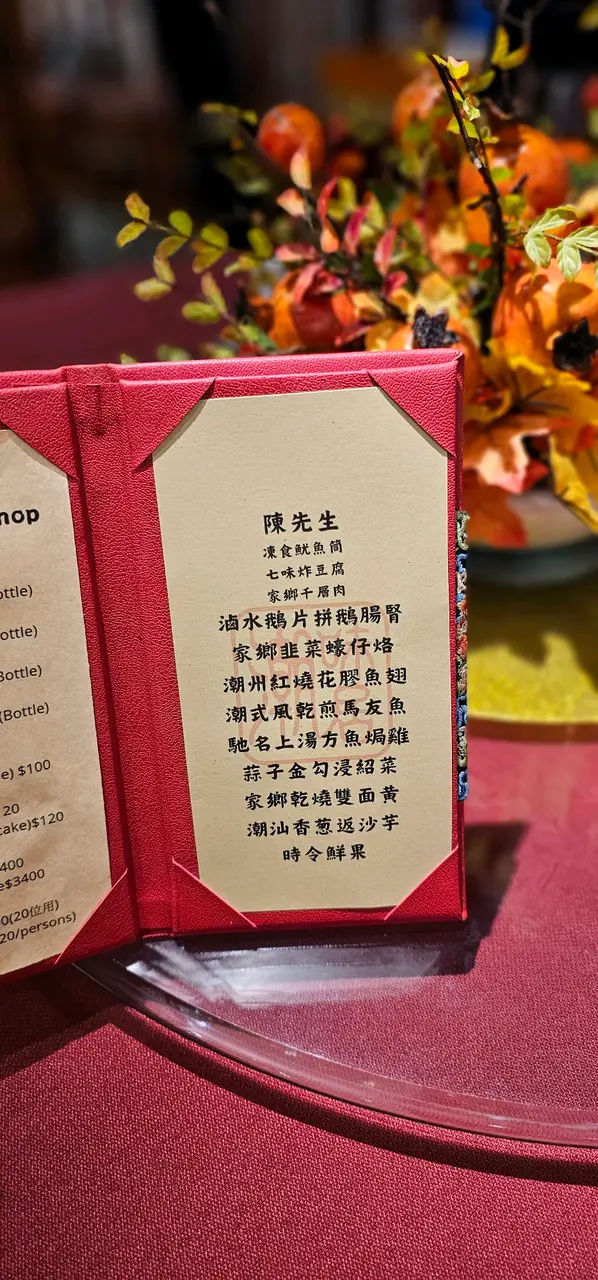 hop
ttle)
ottle)
Bottle)
(Bottle)
e) $100
20
cake)$120
400
e$3400
0(20位用)
20/persons)
陳先生
凍食魷魚筒
七味炸豆腐
家鄉千層肉
滷水鵝片拼鵝腸腎
家鄉韭菜蠔仔烙
潮州紅燒花膠魚翅
潮式風乾煎馬友魚
馳名上湯方魚焗雞
蒜子金勾浸紹菜
家鄉乾燒雙面黃
潮汕香葱返沙芋
時令鮮果